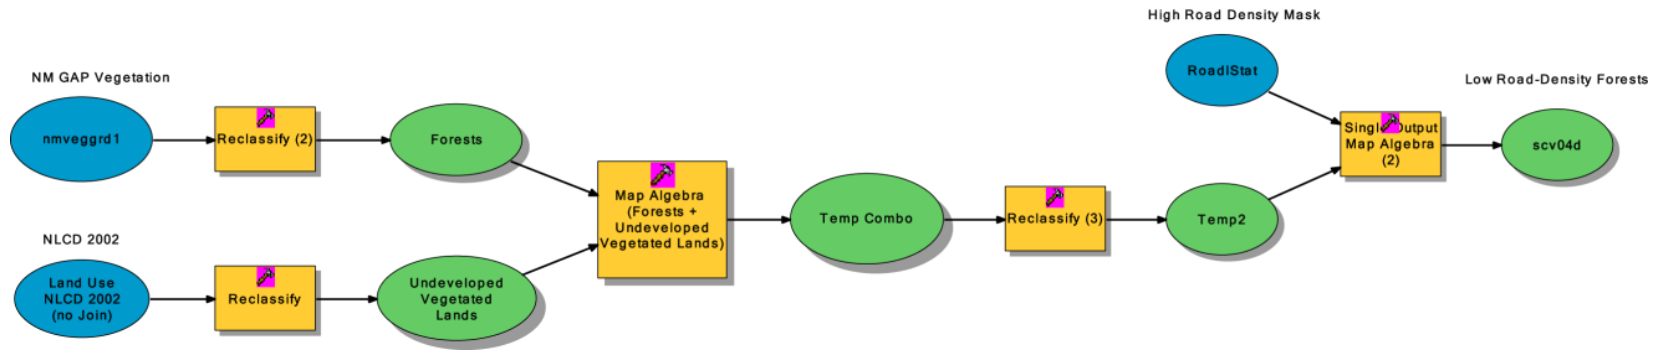 High Road Density Mask
NM GAP Vegetation
Low Road-Density Forests
nmveggrd1
Reclassify (2)
Forests
RoadlStat
Single Output
Map Algebra
(2)
scv04d
Map Algebra
(Forests +
Undeveloped
Vegetated Lands)
Temp Combo
Reclassify (3)
Temp2
NLCD 2002
Land Use
NLCD 2002
(no Join)
Reclassify
Undeveloped
Vegetated
Lands